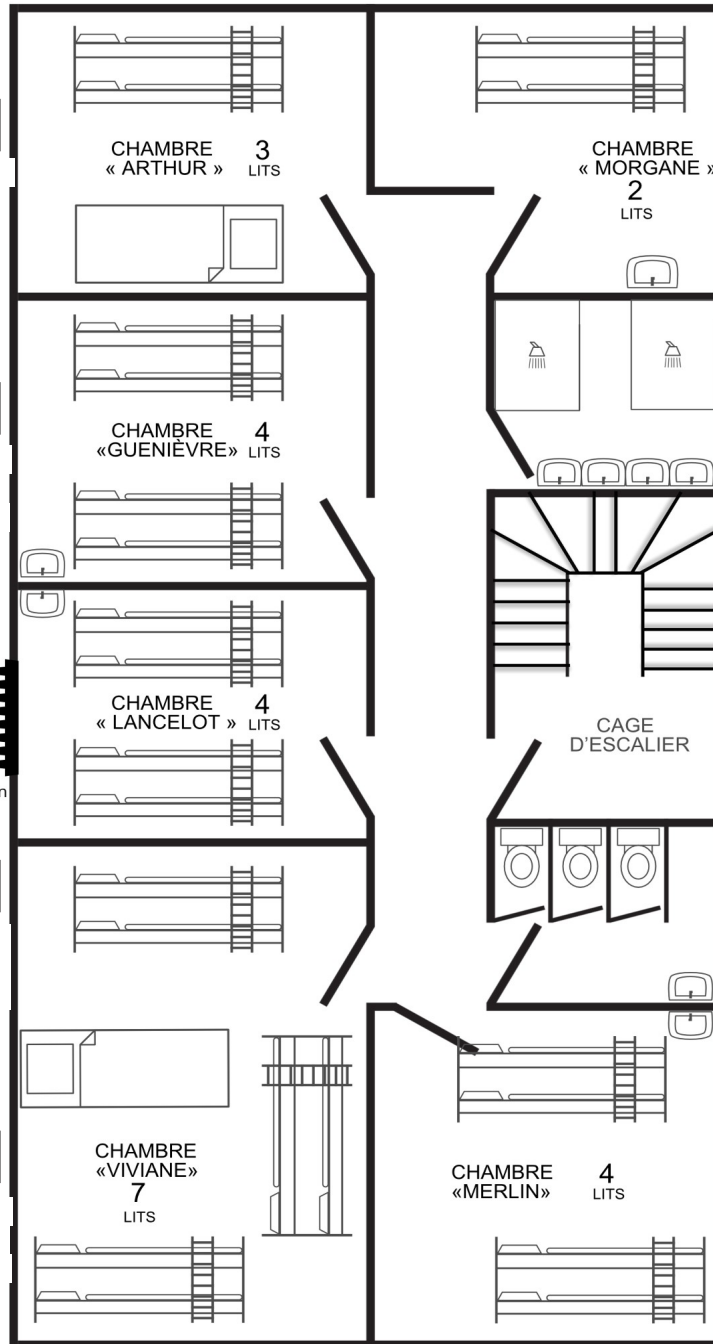 CHAMBRE
« ARTHUR »
3
LITS
CHAMBRE
« MORGANE »
2
LITS
CHAMBRE
«GUENIÈVRE»
4
LITS
CHAMBRE
« LANCELOT »
4
LITS
CAGE
D'ESCALIER
n
CHAMBRE
«VIVIANE»
7
LITS
CHAMBRE
«MERLIN»
4
LITS